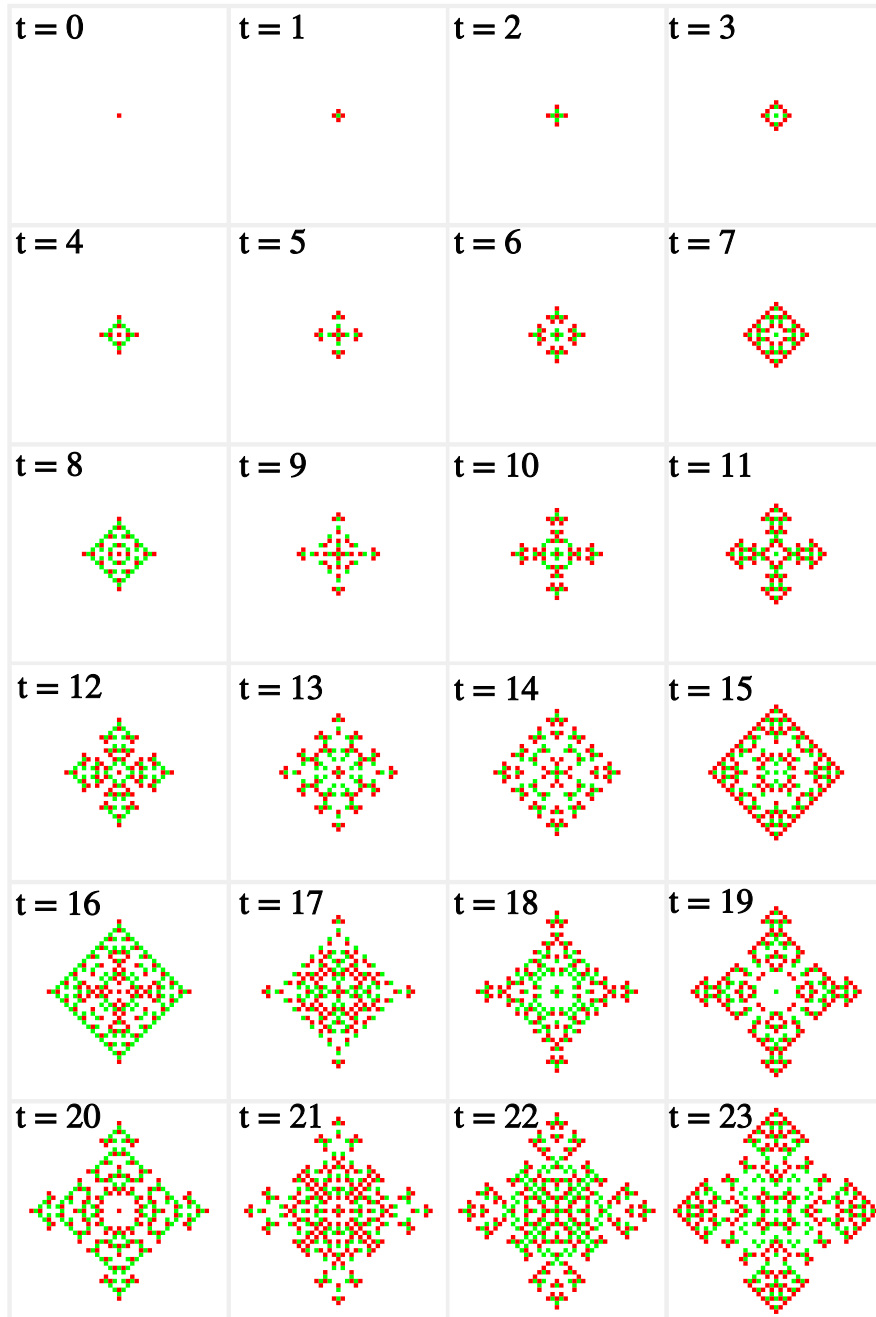 t = 0 t = 1 t = 2 t = 3
t = 4 t = 5 t = 6 t = 7
t = 8 t = 9 t = 10 t = 11
t = 12 t = 13 t = 14 t = 15
t = 16 t = 17 t = 18 t = 19
t = 20 t = 21 t = 22 t = 23